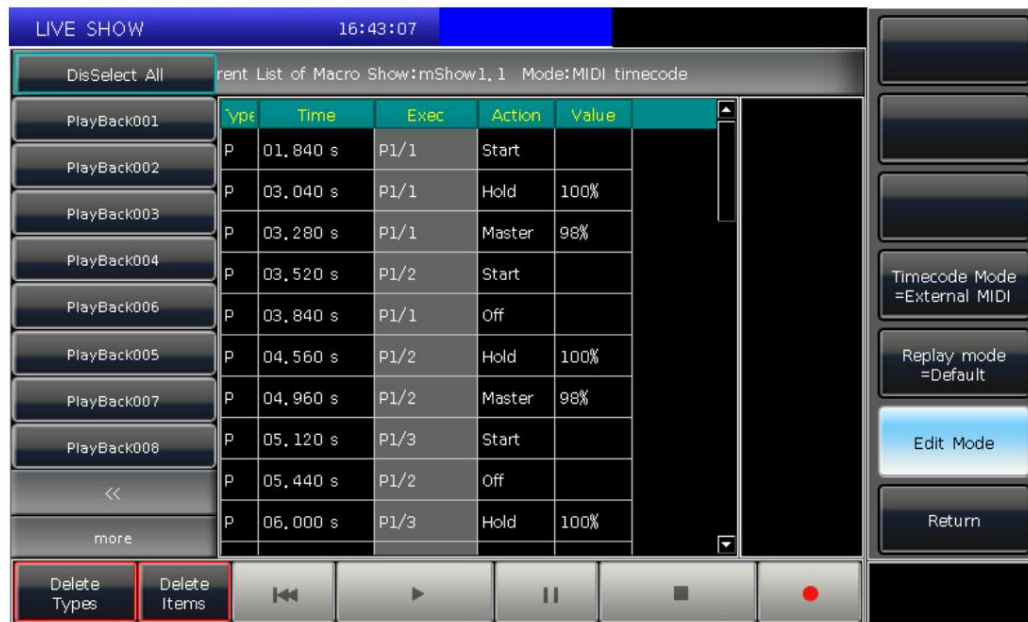 LIVE SHOW 16:43:07
DisSelect All rent List of Macro Show:mShow1.1 Mode:MIDI timecode
PlayBack001
PlayBack002
PlayBack003
PlayBack004
PlayBack006
PlayBack005
PlayBack007
PlayBack008
<<
more
Type Time Exec Action Value
P 01.840 s P1/1 Start
P 03.040 s P1/1 Hold 100%
P 03.280 s P1/1 Master 98%
P 03.520 s P1/2 Start
P 03.840 s P1/1 Off
P 04.560 s P1/2 Hold 100%
P 04.960 s P1/2 Master 98%
P 05.120 s P1/3 Start
P 05.440 s P1/2 Off
P 06.000 s P1/3 Hold 100%
Timecode Mode
=External MIDI
Replay mode
=Default
Edit Mode
Return
Delete
Types
Delete
Items